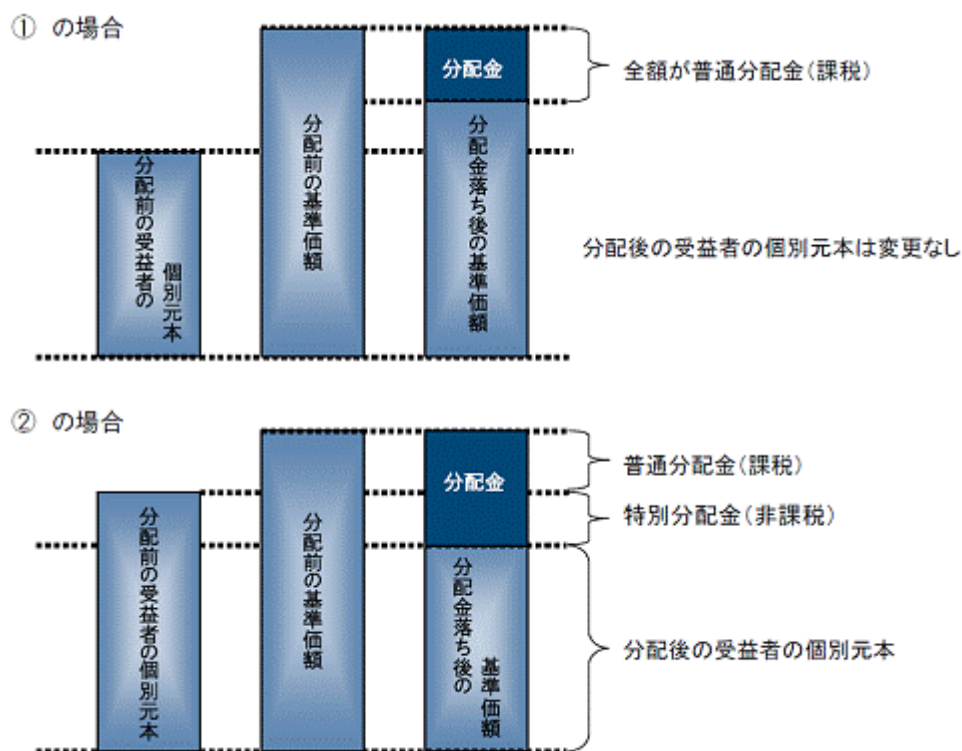 ① の場合
分配金
全額が普通分配金(課税)
分配前の受益者の
個別元本
分配前の基準価額
分配金落ち後の基準価額
分配後の受益者の個別元本は変更なし
② の場合
分配金
普通分配金(課税)
特別分配金(非課税)
分配前の受益者の個別元本
分配前の基準価額
分配金落ち後の
基準価額
分配後の受益者の個別元本